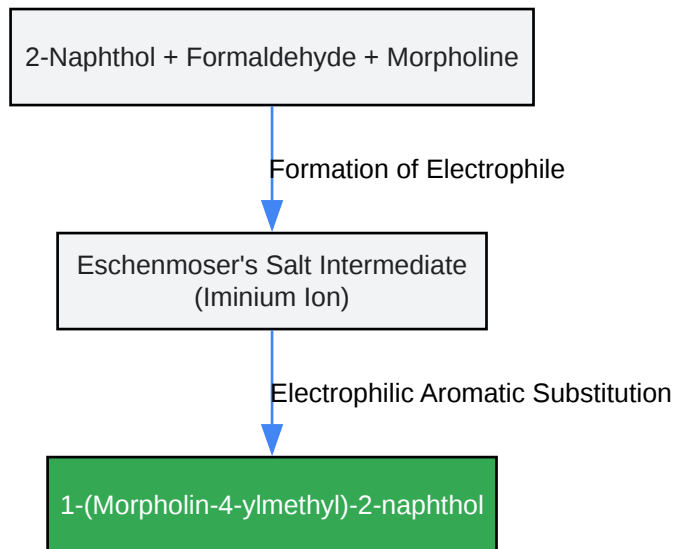 2-Naphthol + Formaldehyde + Morpholine
Formation of Electrophile
Eschenmoser's Salt Intermediate
(Iminium Ion)
Electrophilic Aromatic Substitution
1-(Morpholin-4-ylmethyl)-2-naphthol